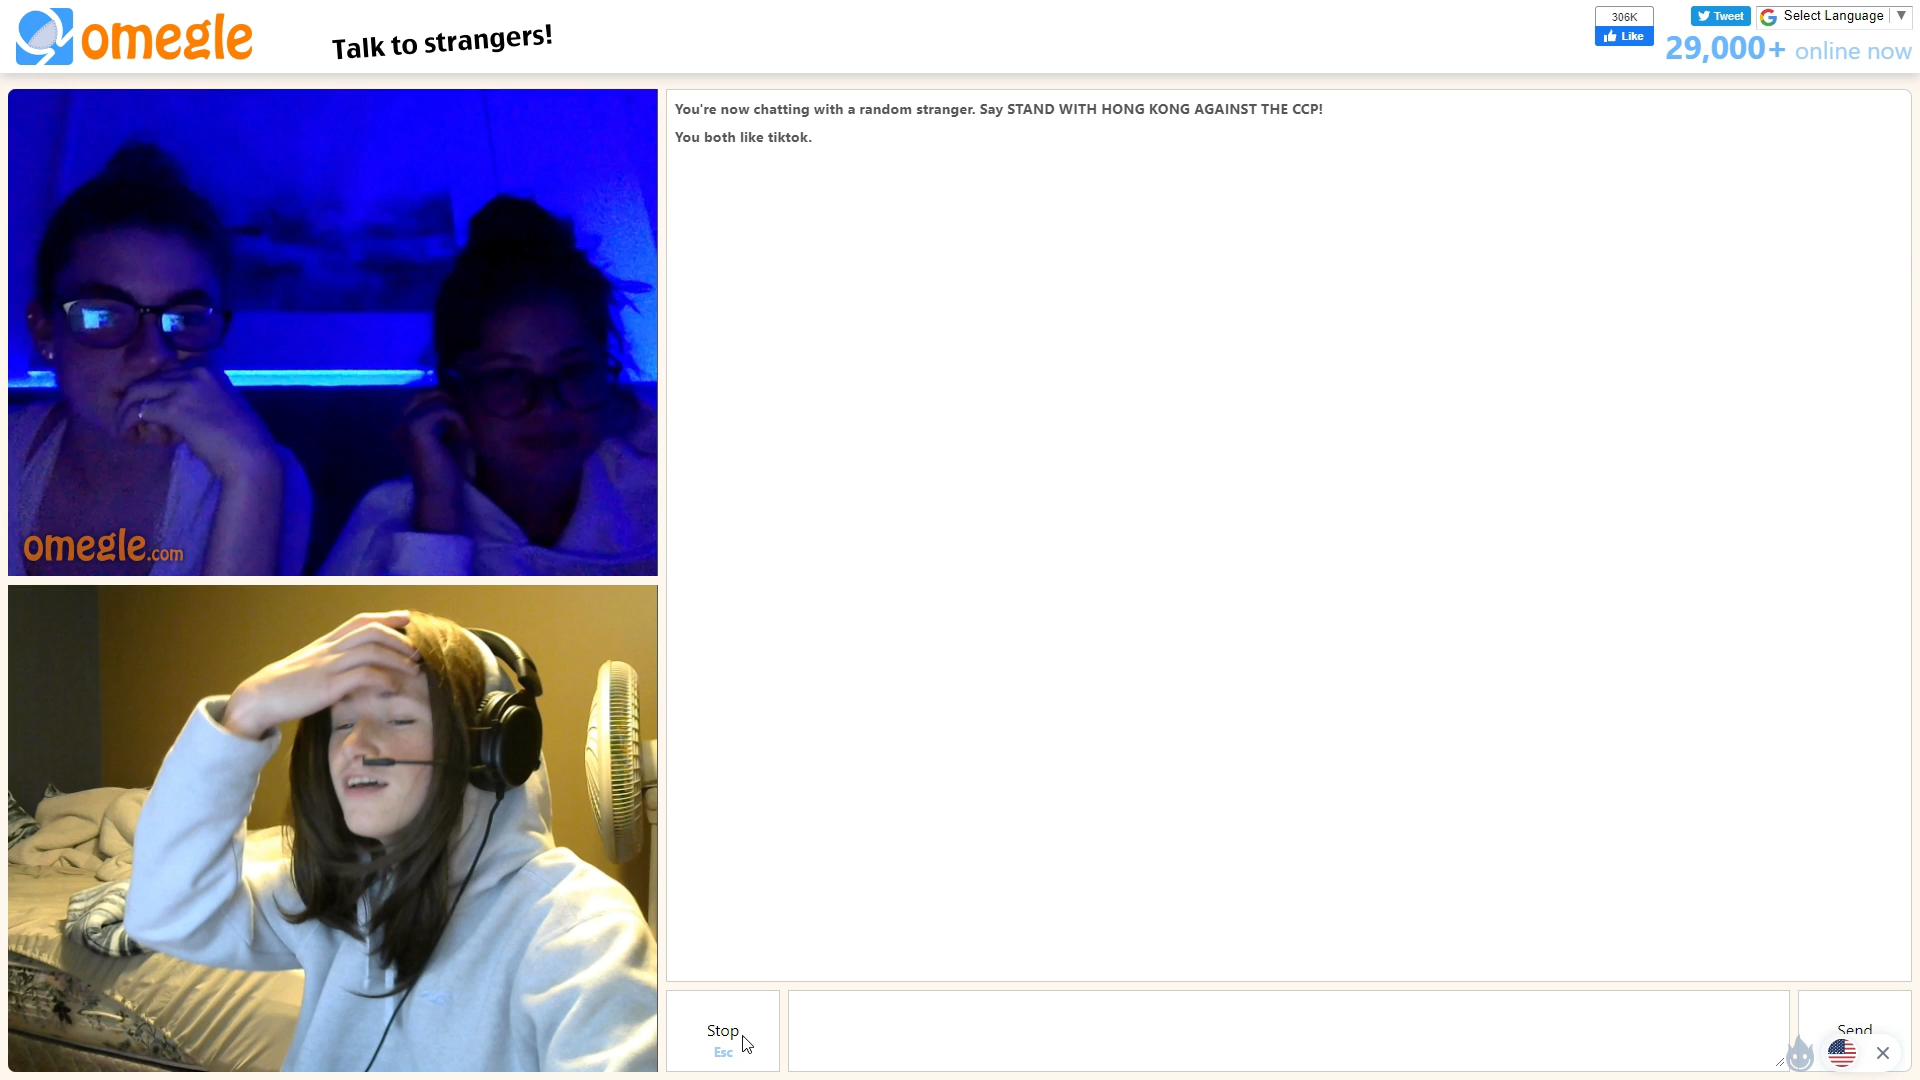 omegle
Talk to strangers!
306K
Like
Tweet
Select Language
29,000+ online now
You're now chatting with a random stranger. Say STAND WITH HONG KONG AGAINST THE CCP!
You both like tiktok.
omegle.com
Stop
Esc
Send